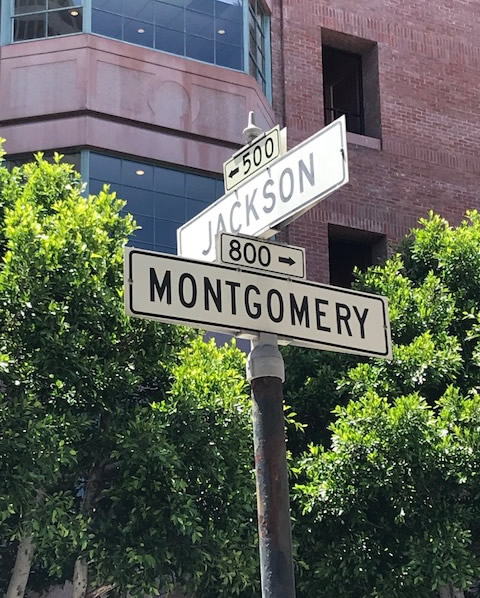 ← 500
JACKSON
800 →
MONTGOMERY